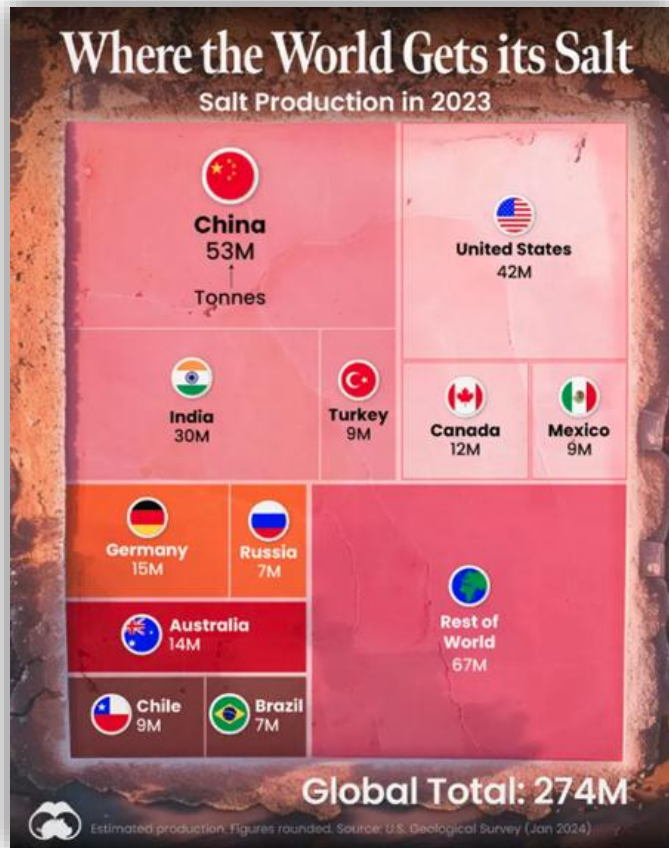 Where the World Gets its Salt
Salt Production in 2023
China
53M
Tonnes
United States
42M
India
30M
Turkey
9M
Canada
12M
Mexico
9M
Germany
15M
Russia
7M
Australia
14M
Chile
9M
Brazil
7M
Rest of
World
67M
Global Total: 274M
Estimated production. Figures rounded. Source: U.S. Geological Survey (Jan 2024)